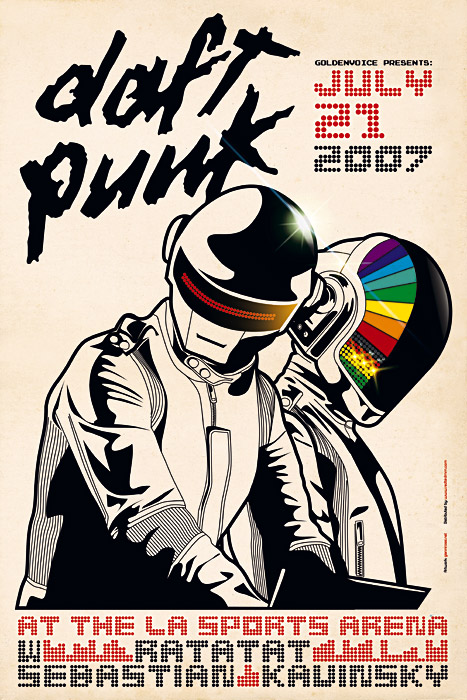 daft
punk
GOLDENVOICE PRESENTS:
JULY
21
2007
AT THE LA SPORTS ARENA
W RATATAT
SEBASTIAN KAVINSKY